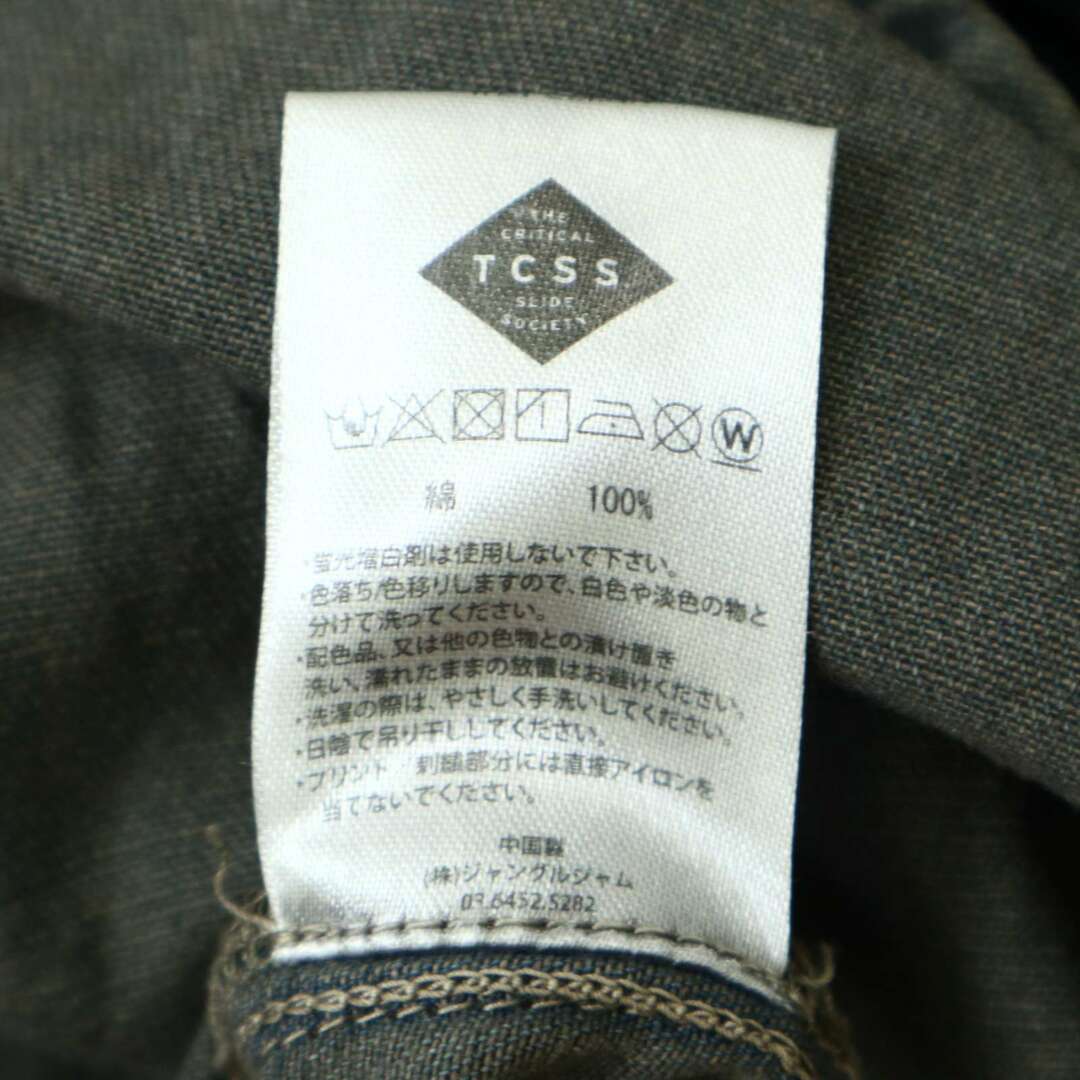 THE
CRITICAL
TCSS
SLIDE
SOCIETY
W
綿 100%
・蛍光増白剤は使用しないで下さい。
・色落ち/色移りしますので、白色や淡色の物と
分けて洗ってください。
・配色品、又は他の色物との漬け置き
洗い、濡れたままの放置はお避けください。
・洗濯の際は、やさしく手洗いしてください。
・日陰で吊り干ししてください。
・プリント 刺繍部分には直接アイロンを
当てないでください。
中国製
(株)ジャングルジャム
03.6452.5282